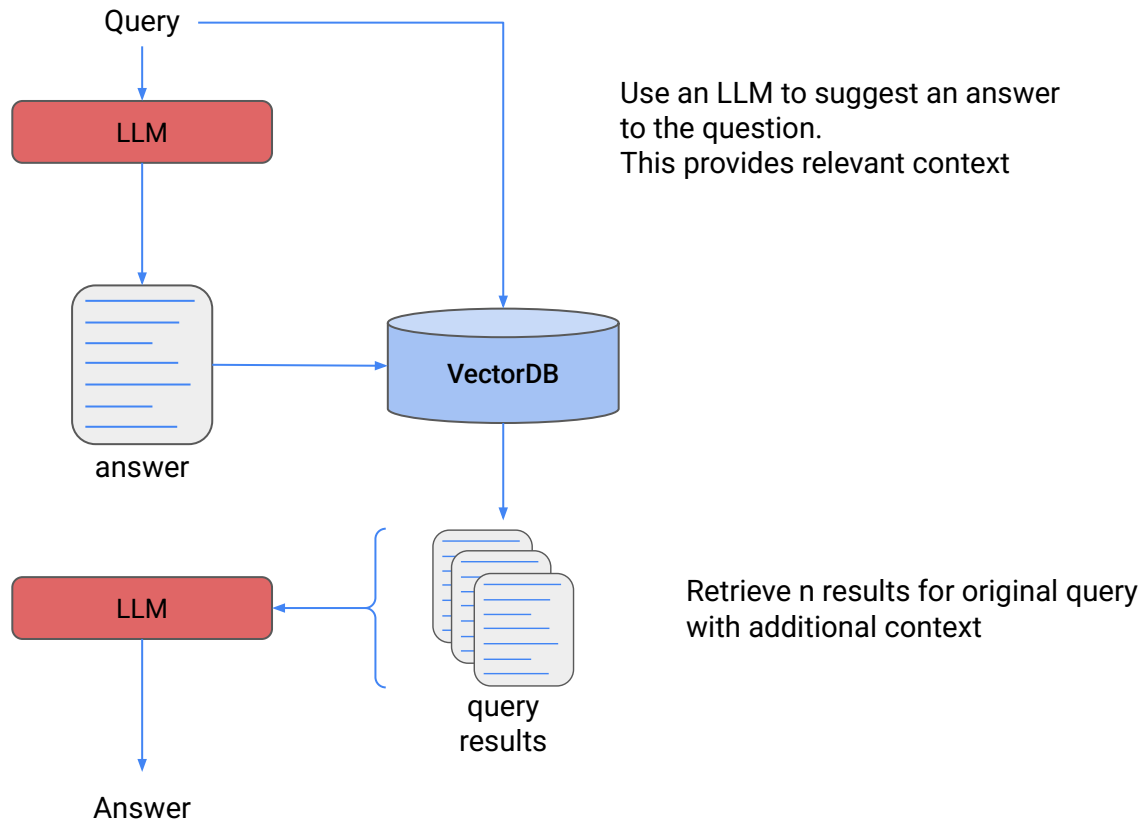 Query
LLM
Use an LLM to suggest an answer
to the question.
This provides relevant context
VectorDB
answer
LLM
Retrieve n results for original query
with additional context
query
results
Answer